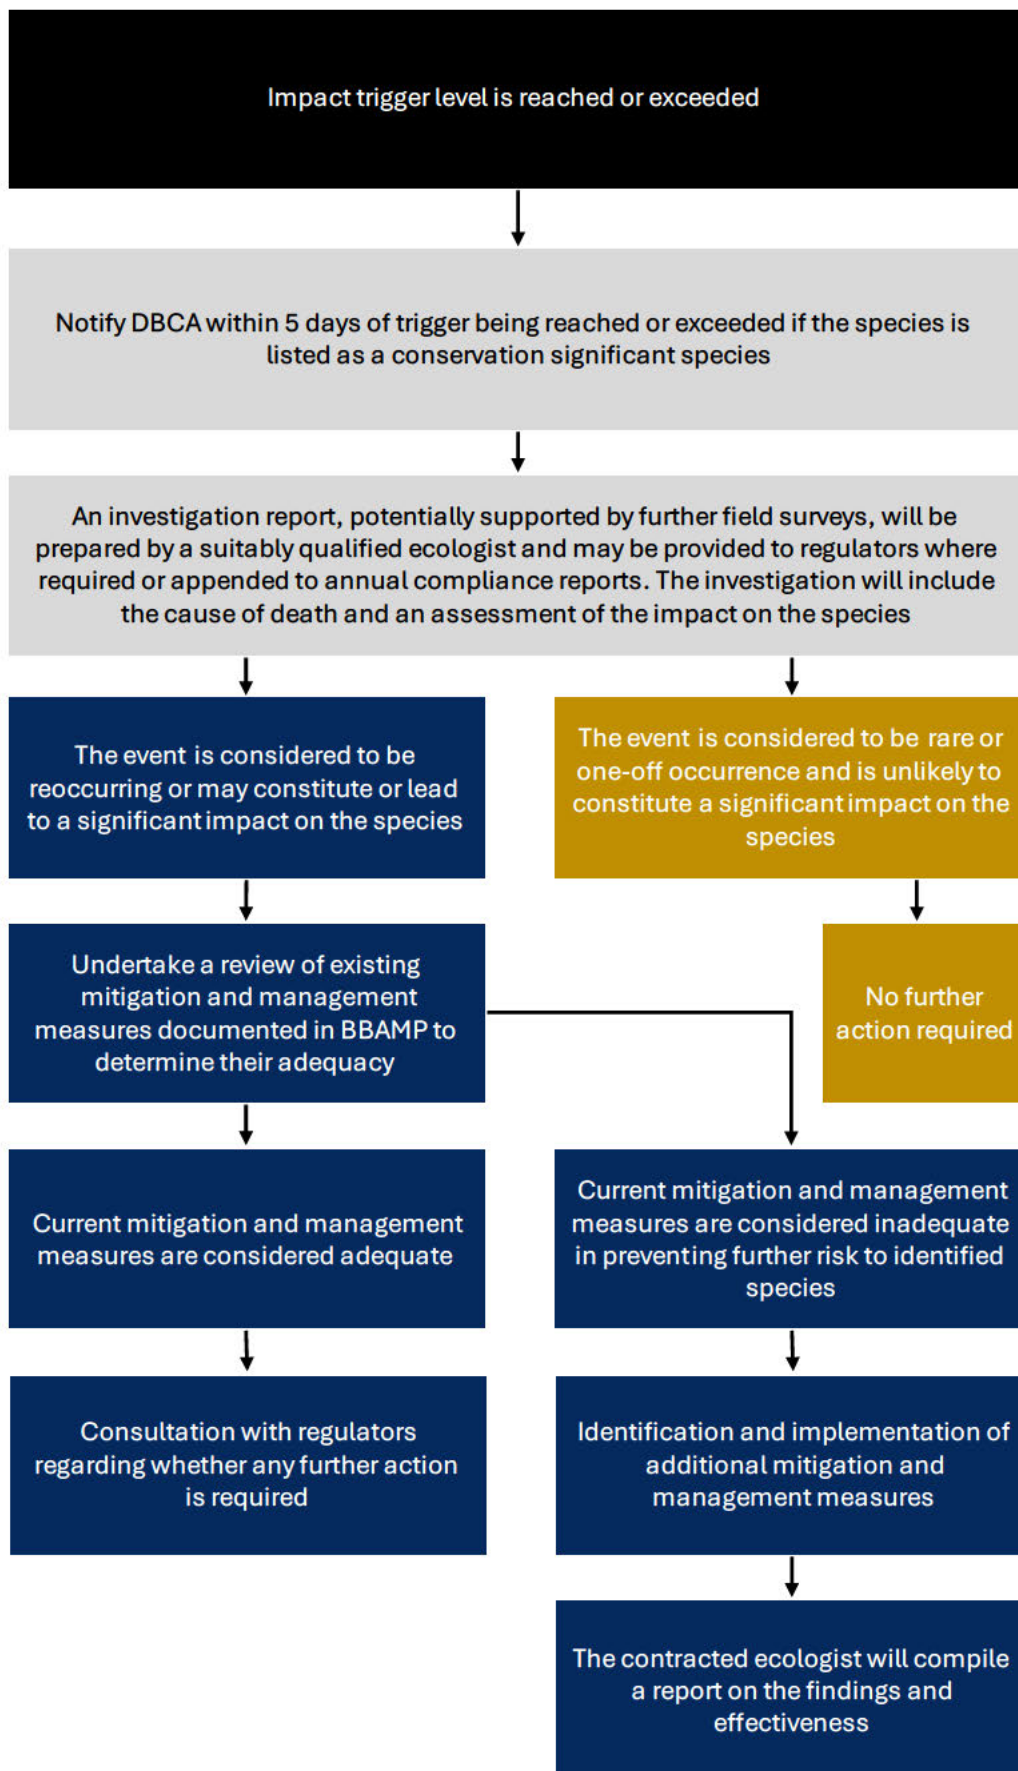 Impact trigger level is reached or exceeded
Notify DBCA within 5 days of trigger being reached or exceeded if the species is
listed as a conservation significant species
An investigation report, potentially supported by further field surveys, will be
prepared by a suitably qualified ecologist and may be provided to regulators where
required or appended to annual compliance reports. The investigation will include
the cause of death and an assessment of the impact on the species
The event is considered to be
reoccurring or may constitute or lead
to a significant impact on the species
The event is considered to be rare or
one-off occurrence and is unlikely to
constitute a significant impact on the
species
Undertake a review of existing
mitigation and management
measures documented in BBAMP to
determine their adequacy
No further
action required
Current mitigation and management
measures are considered adequate
Current mitigation and management
measures are considered inadequate
in preventing further risk to identified
species
Consultation with regulators
regarding whether any further action
is required
Identification and implementation of
additional mitigation and
management measures
The contracted ecologist will compile
a report on the findings and
effectiveness